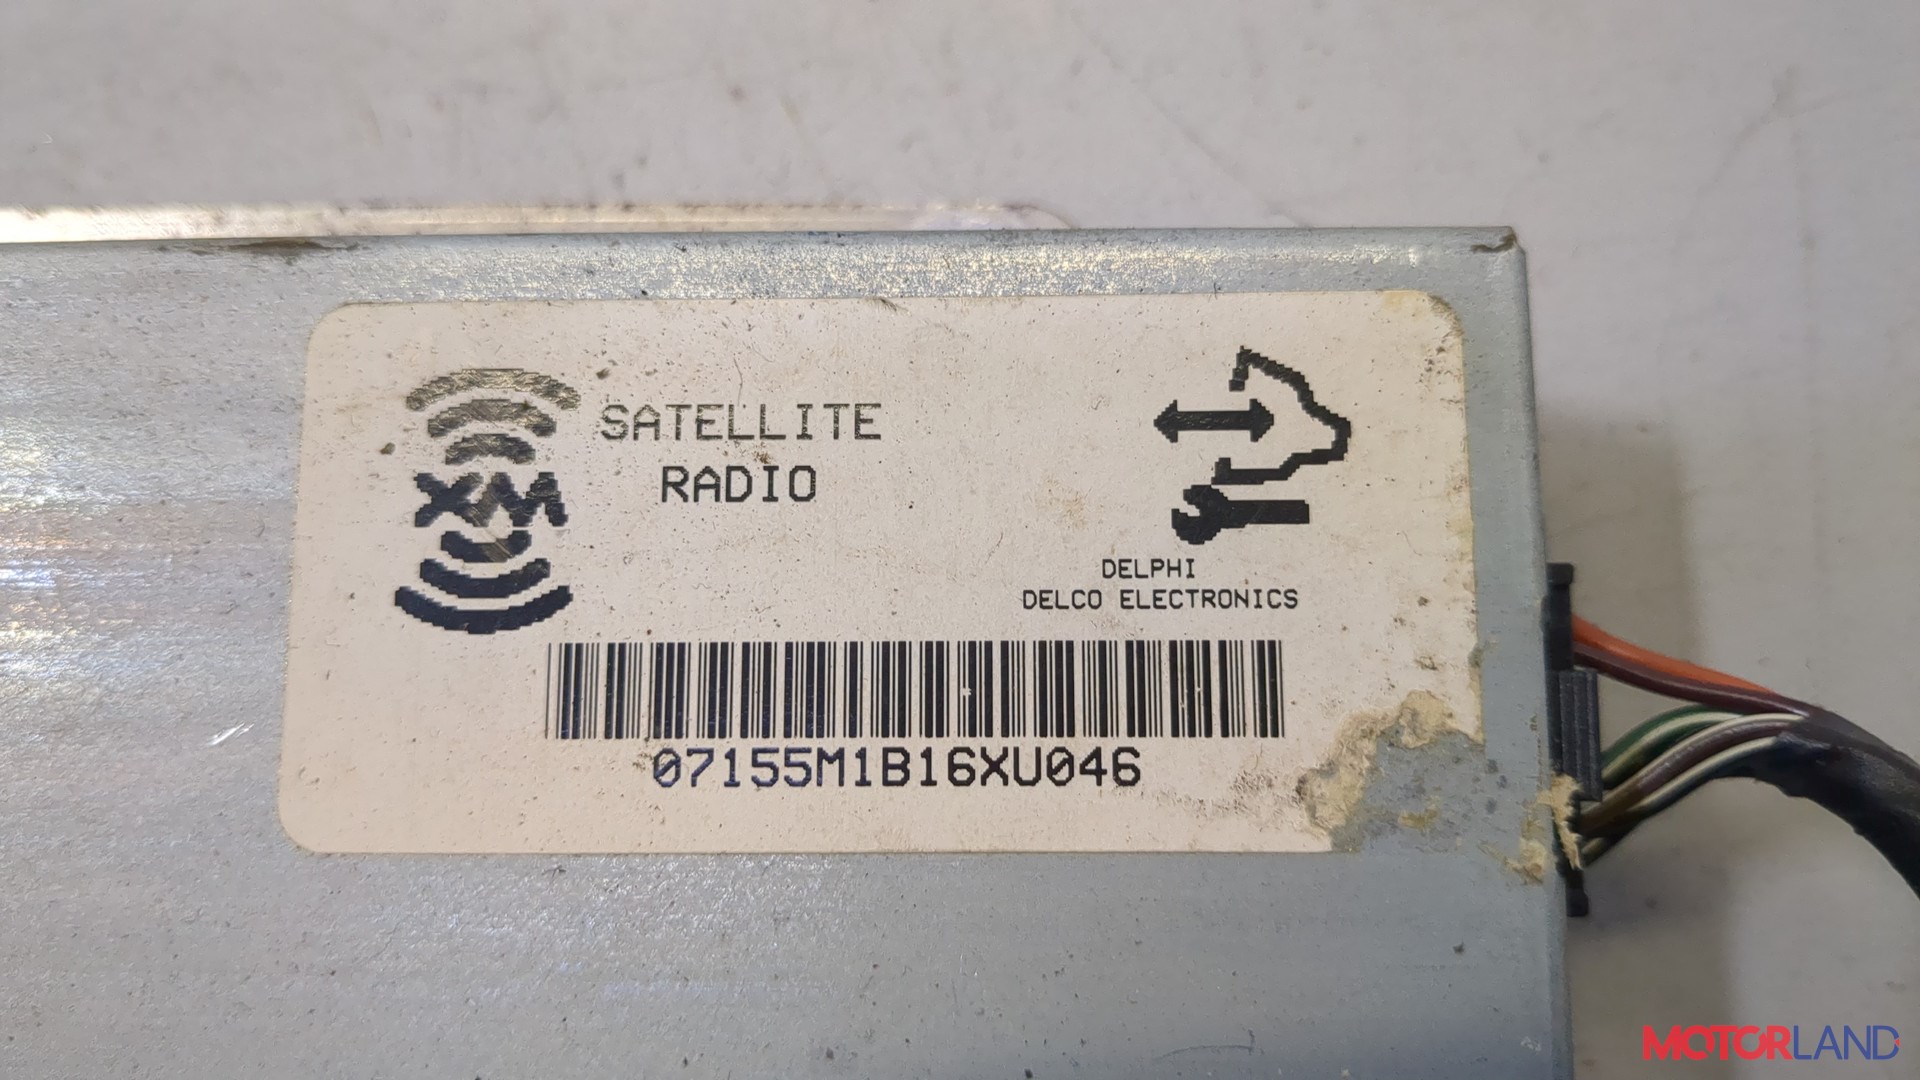 XM
SATELLITE
RADIO
DELPHI
DELCO ELECTRONICS
07155M1B16XU046
MOTORLAND